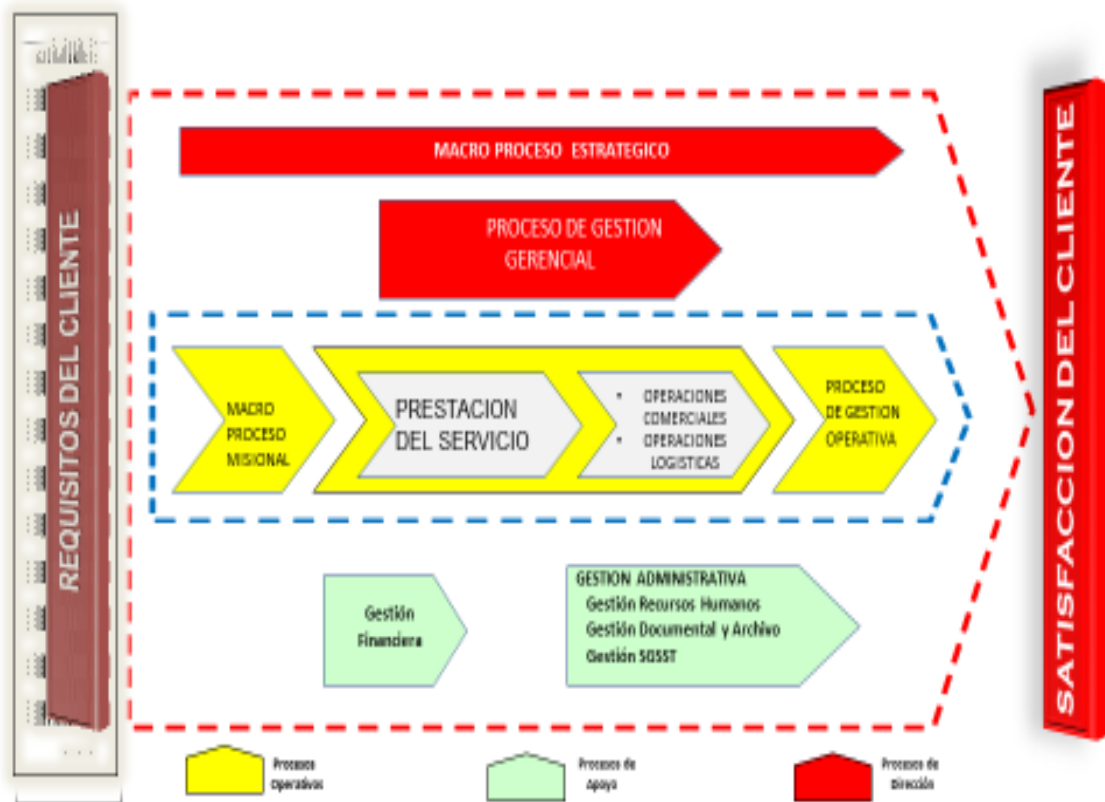 REQUISITOS DEL CLIENTE
MACRO PROCESO ESTRATEGICO
PROCESO DE GESTION
GERENCIAL
MACRO
PROCESO
MISIONAL
PRESTACION
DEL SERVICIO
• OPERACIONES
COMERCIALES
• OPERACIONES
LOGISTICAS
PROCESO
DE GESTION
OPERATIVA
Gestión
Financiera
GESTION ADMINISTRATIVA
Gestión Recursos Humanos
Gestión Documental y Archivo
Gestión SGSST
SATISFACCION DEL CLIENTE
Procesos
Operativos
Procesos de
Apoyo
Procesos de
Dirección